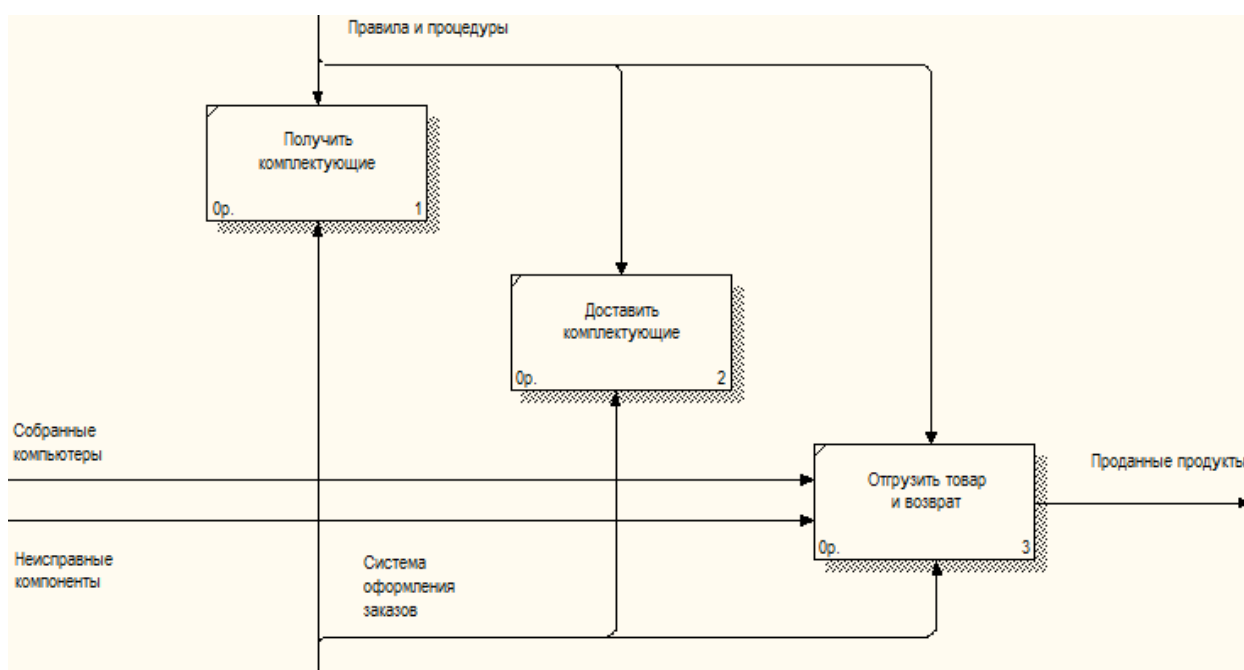 Правила и процедуры
Получить
комплектующие
0р. 1
Доставить
комплектующие
0р. 2
Собранные
компьютеры
Отгрузить товар
и возврат
0р. 3
Проданные продукты
Неисправные
компоненты
Система
оформления
заказов